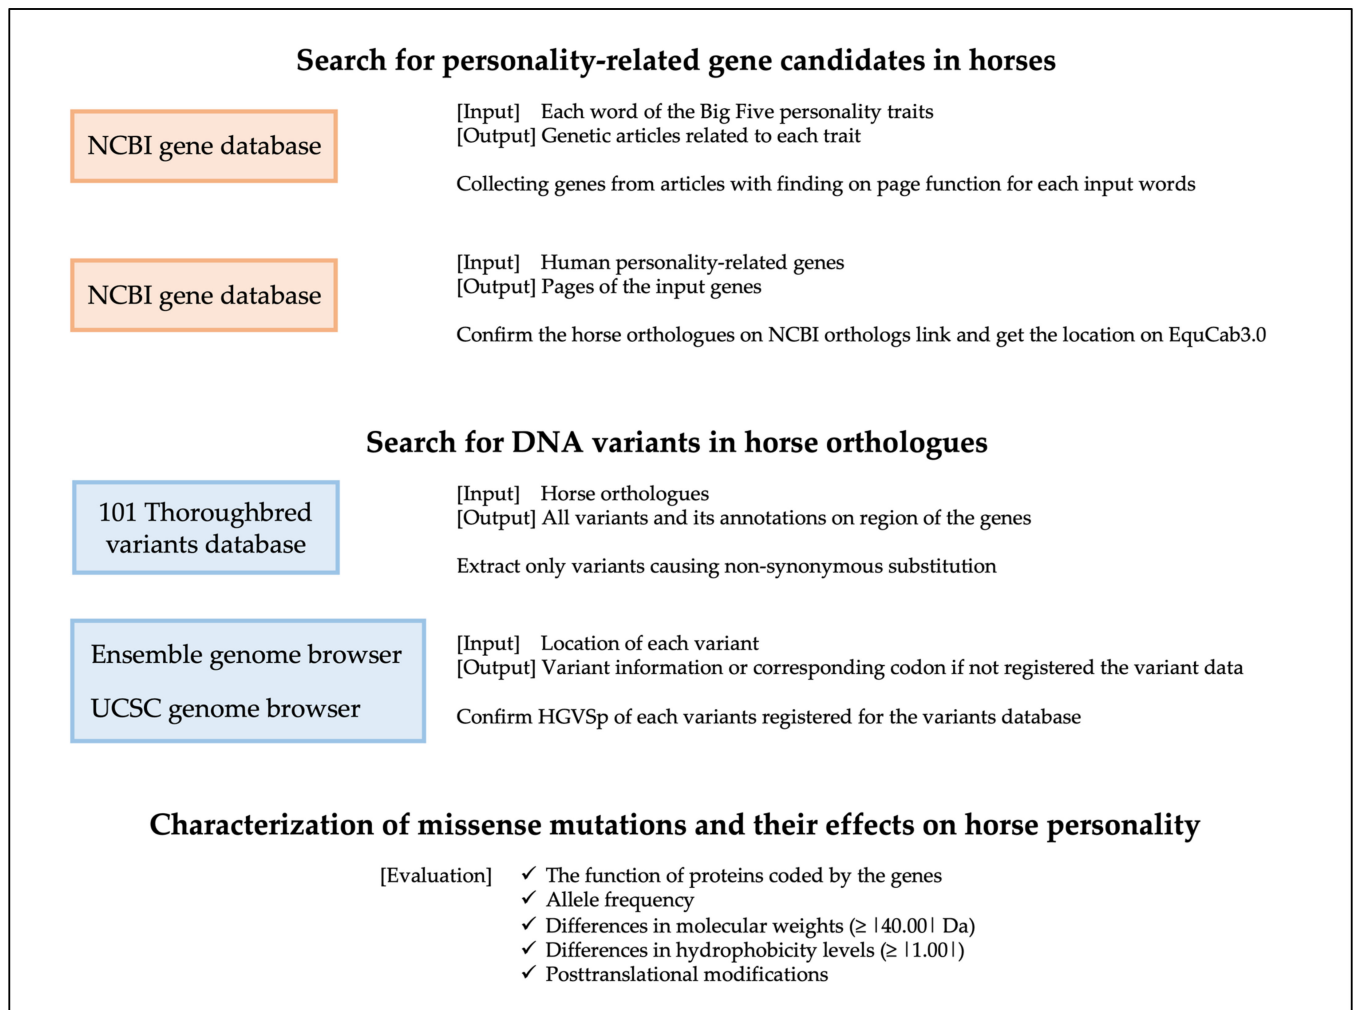 Search for personality-related gene candidates in horses
NCBI gene database
[Input] Each word of the Big Five personality traits
[Output] Genetic articles related to each trait
Collecting genes from articles with finding on page function for each input words
NCBI gene database
[Input] Human personality-related genes
[Output] Pages of the input genes
Confirm the horse orthologues on NCBI orthologs link and get the location on EquCab3.0
Search for DNA variants in horse orthologues
101 Thoroughbred
variants database
[Input] Horse orthologues
[Output] All variants and its annotations on region of the genes
Extract only variants causing non-synonymous substitution
Ensemble genome browser
UCSC genome browser
[Input] Location of each variant
[Output] Variant information or corresponding codon if not registered the variant data
Confirm HGVSp of each variants registered for the variants database
Characterization of missense mutations and their effects on horse personality
[Evaluation] ✓ The function of proteins coded by the genes
✓ Allele frequency
✓ Differences in molecular weights (≥ |40.00| Da)
✓ Differences in hydrophobicity levels (≥ |1.00|)
✓ Posttranslational modifications